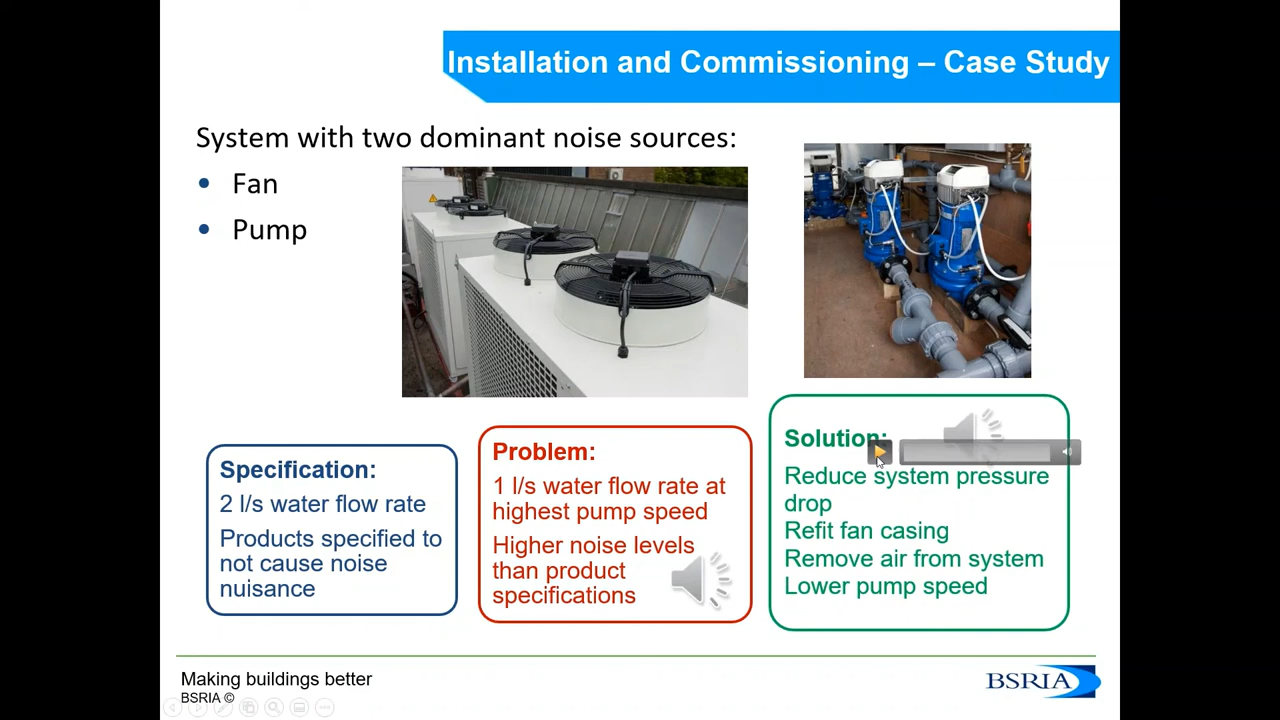 Installation and Commissioning – Case Study
System with two dominant noise sources:
• Fan
• Pump
Specification:
2 l/s water flow rate
Products specified to
not cause noise
nuisance
Problem:
1 l/s water flow rate at
highest pump speed
Higher noise levels
than product
specifications
Solution:
Reduce system pressure
drop
Refit fan casing
Remove air from system
Lower pump speed
Making buildings better
BSRIA ©
BSRIA